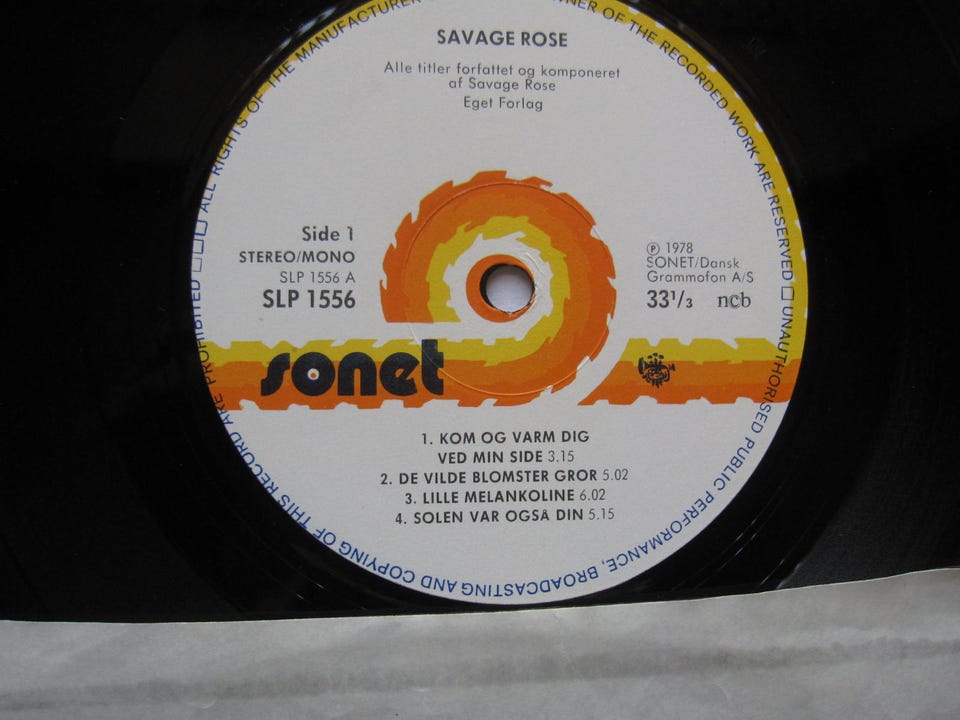 SAVAGE ROSE
Alle titler forfattet og komponeret
af Savage Rose
Eget Forlag
Side 1
STEREO/MONO
SLP 1556 A
SLP 1556
℗ 1978
SONET/Dansk
Grammofon A/S
33 1/3 ncb
sonet
1. KOM OG VARM DIG
VED MIN SIDE 3.15
2. DE VILDE BLOMSTER GROR 5.02
3. LILLE MELANKOLINE 6.02
4. SOLEN VAR OGSÅ DIN 5.15
ALL RIGHTS OF THE MANUFACTURER OWNER OF THE RECORDED WORK ARE RESERVED □ UNAUTHORISED PUBLIC PERFORMANCE, BROADCASTING AND COPYING OF THIS RECORD ARE PROHIBITED □□□